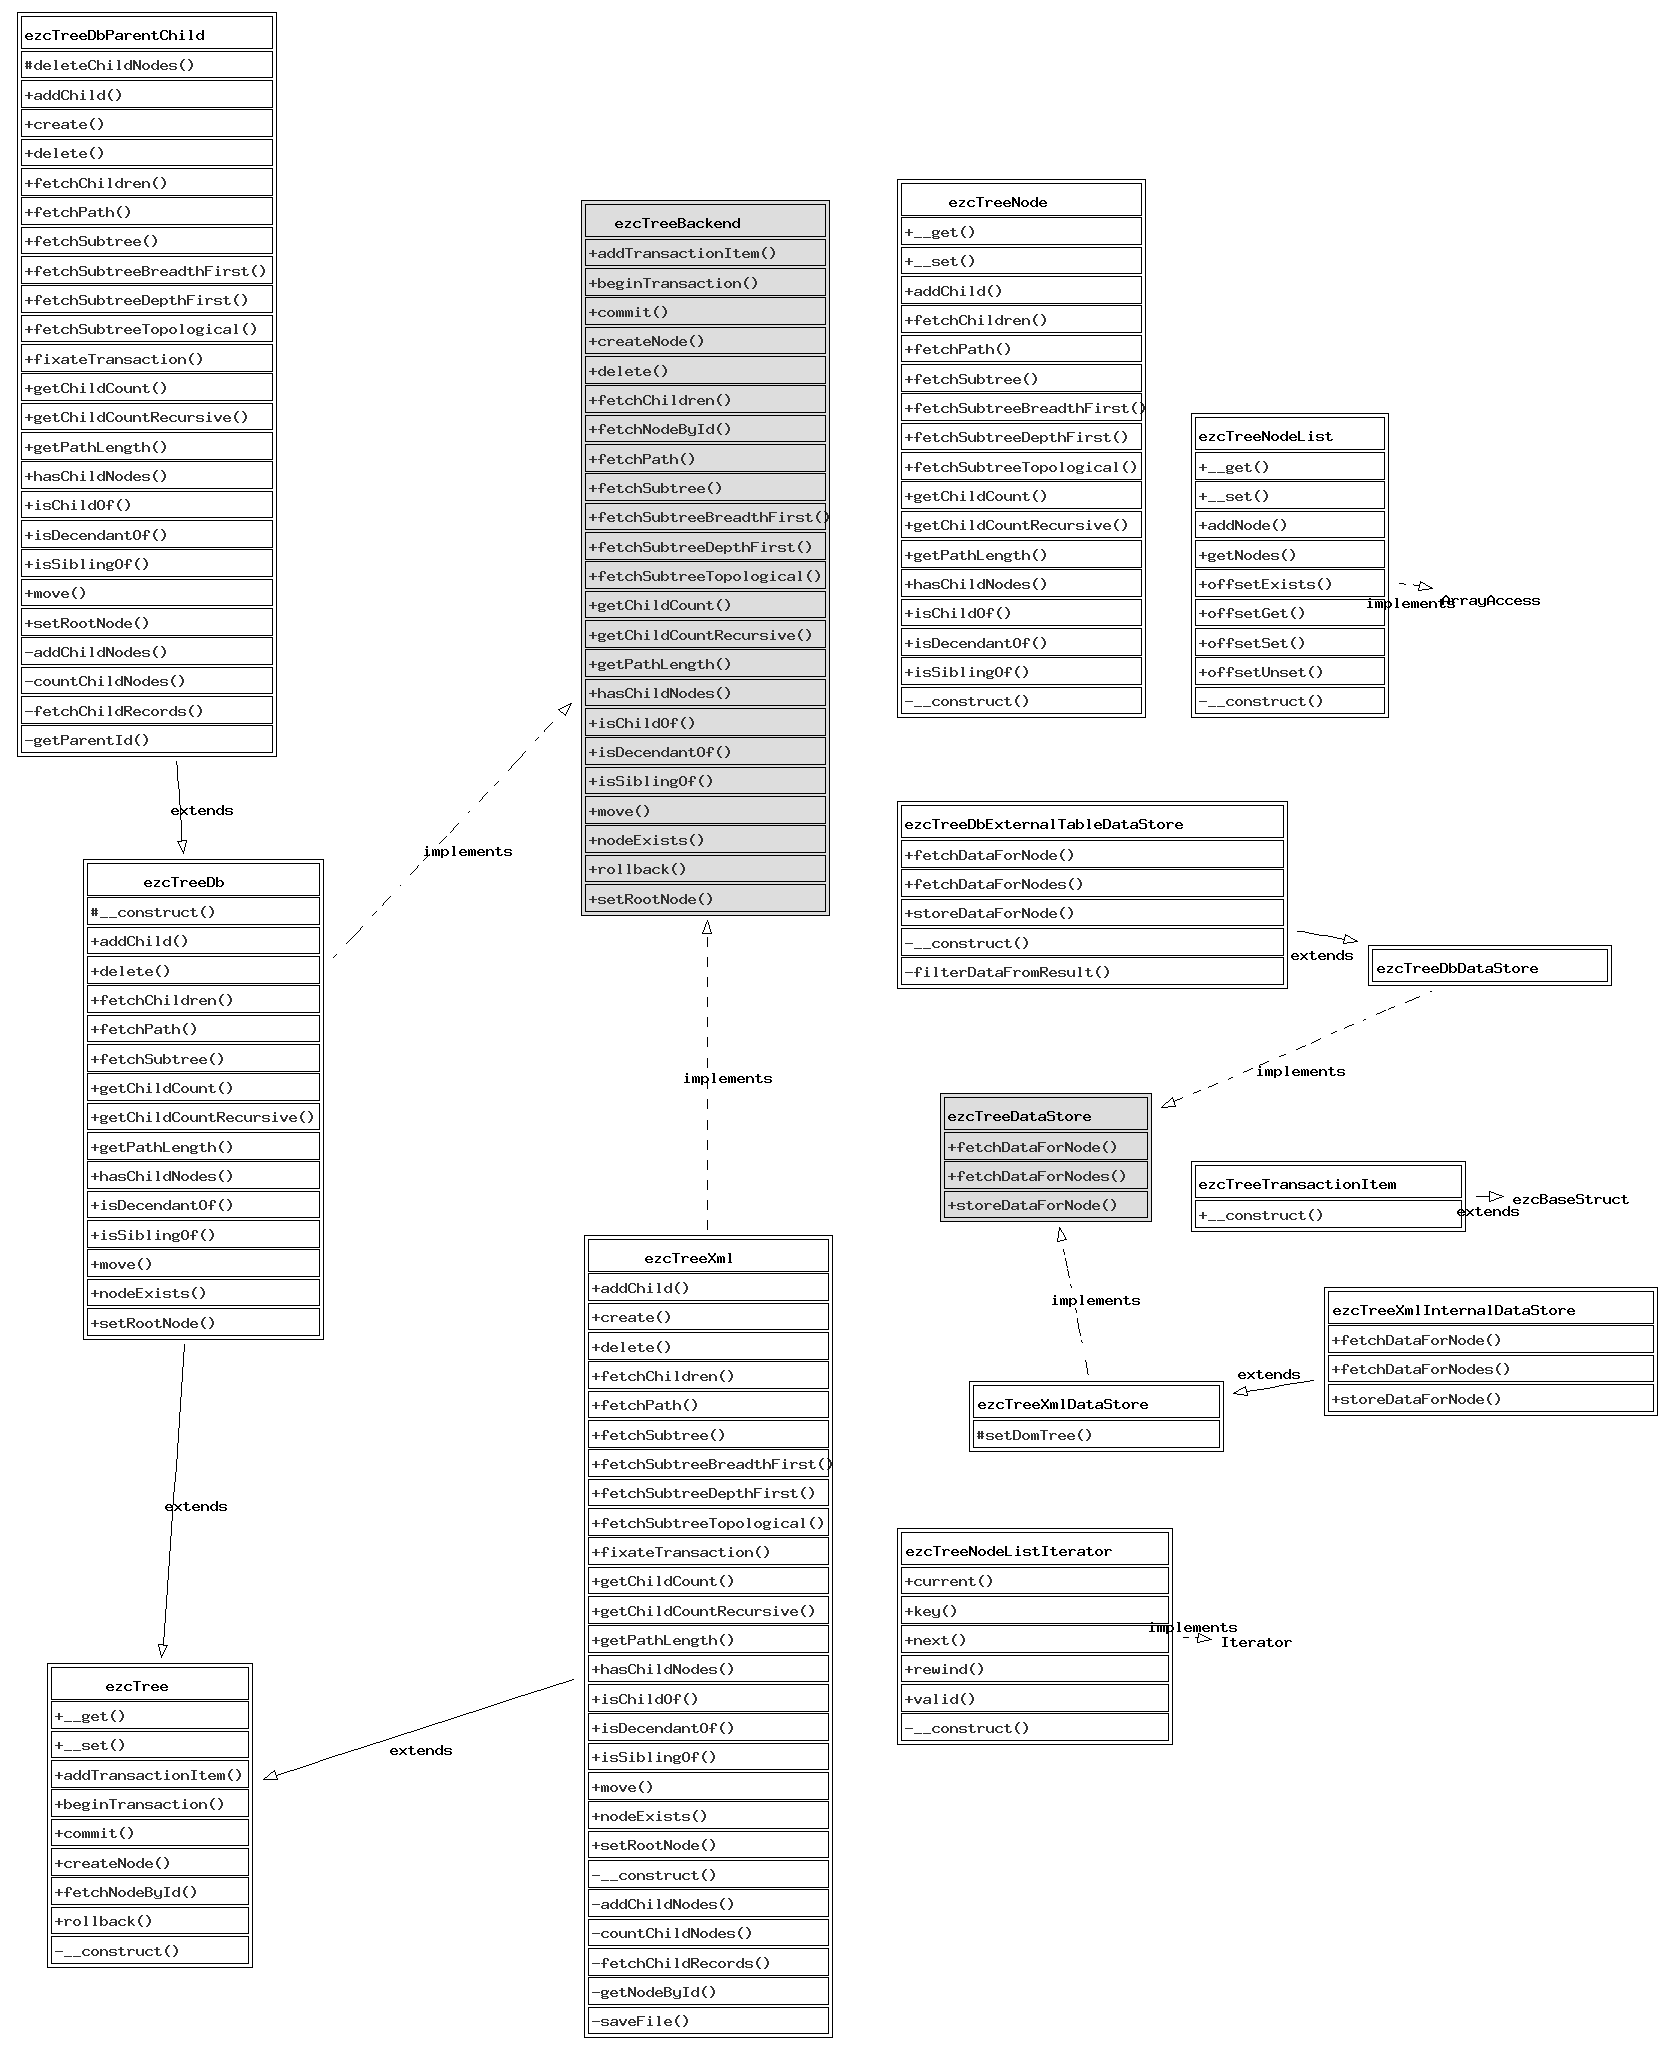 ezcTreeDbParentChild
#deleteChildNodes()
+addChild()
+create()
+delete()
+fetchChildren()
+fetchPath()
+fetchSubtree()
+fetchSubtreeBreadthFirst()
+fetchSubtreeDepthFirst()
+fetchSubtreeTopological()
+fixateTransaction()
+getChildCount()
+getChildCountRecursive()
+getPathLength()
+hasChildNodes()
+isChildOf()
+isDecendantOf()
+isSiblingOf()
+move()
+setRootNode()
-addChildNodes()
-countChildNodes()
-fetchChildRecords()
-getParentId()
extends
ezcTreeDb
#__construct()
+addChild()
+delete()
+fetchChildren()
+fetchPath()
+fetchSubtree()
+getChildCount()
+getChildCountRecursive()
+getPathLength()
+hasChildNodes()
+isDecendantOf()
+isSiblingOf()
+move()
+nodeExists()
+setRootNode()
extends
ezcTree
+__get()
+__set()
+addTransactionItem()
+beginTransaction()
+commit()
+createNode()
+fetchNodeById()
+rollback()
-__construct()
implements
extends
ezcTreeBackend
+addTransactionItem()
+beginTransaction()
+commit()
+createNode()
+delete()
+fetchChildren()
+fetchNodeById()
+fetchPath()
+fetchSubtree()
+fetchSubtreeBreadthFirst()
+fetchSubtreeDepthFirst()
+fetchSubtreeTopological()
+getChildCount()
+getChildCountRecursive()
+getPathLength()
+hasChildNodes()
+isChildOf()
+isDecendantOf()
+isSiblingOf()
+move()
+nodeExists()
+rollback()
+setRootNode()
implements
ezcTreeXml
+addChild()
+create()
+delete()
+fetchChildren()
+fetchPath()
+fetchSubtree()
+fetchSubtreeBreadthFirst()
+fetchSubtreeDepthFirst()
+fetchSubtreeTopological()
+fixateTransaction()
+getChildCount()
+getChildCountRecursive()
+getPathLength()
+hasChildNodes()
+isChildOf()
+isDecendantOf()
+isSiblingOf()
+move()
+nodeExists()
+setRootNode()
-__construct()
-addChildNodes()
-countChildNodes()
-fetchChildRecords()
-getNodeById()
-saveFile()
ezcTreeNode
+__get()
+__set()
+addChild()
+fetchChildren()
+fetchPath()
+fetchSubtree()
+fetchSubtreeBreadthFirst()
+fetchSubtreeDepthFirst()
+fetchSubtreeTopological()
+getChildCount()
+getChildCountRecursive()
+getPathLength()
+hasChildNodes()
+isChildOf()
+isDecendantOf()
+isSiblingOf()
-__construct()
ezcTreeNodeList
+__get()
+__set()
+addNode()
+getNodes()
+offsetExists()
+offsetGet()
+offsetSet()
+offsetUnset()
-__construct()
implements
ArrayAccess
ezcTreeDbExternalTableDataStore
+fetchDataForNode()
+fetchDataForNodes()
+storeDataForNode()
-__construct()
-filterDataFromResult()
extends
ezcTreeDbDataStore
implements
ezcTreeDataStore
+fetchDataForNode()
+fetchDataForNodes()
+storeDataForNode()
ezcTreeTransactionItem
+__construct()
extends
ezcBaseStruct
implements
ezcTreeXmlInternalDataStore
+fetchDataForNode()
+fetchDataForNodes()
+storeDataForNode()
extends
ezcTreeXmlDataStore
#setDomTree()
ezcTreeNodeListIterator
+current()
+key()
+next()
+rewind()
+valid()
-__construct()
implements
Iterator